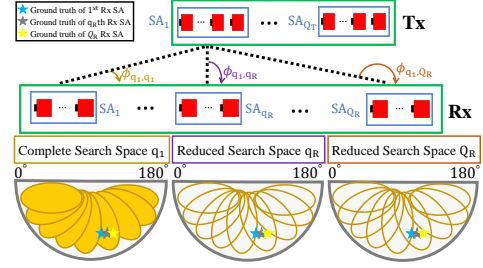 Ground truth of 1st Rx SA
Ground truth of qRth Rx SA
Ground truth of QR Rx SA
SA1 ... ... SAQT ... Tx
ϕq1,q1 ϕq1,qR ϕq1,QR
... SA1 ... ... SAqR ... SAQR ... Rx
Complete Search Space q1
Reduced Search Space qR
Reduced Search Space QR
0° 180° 0° 180° 0° 180°